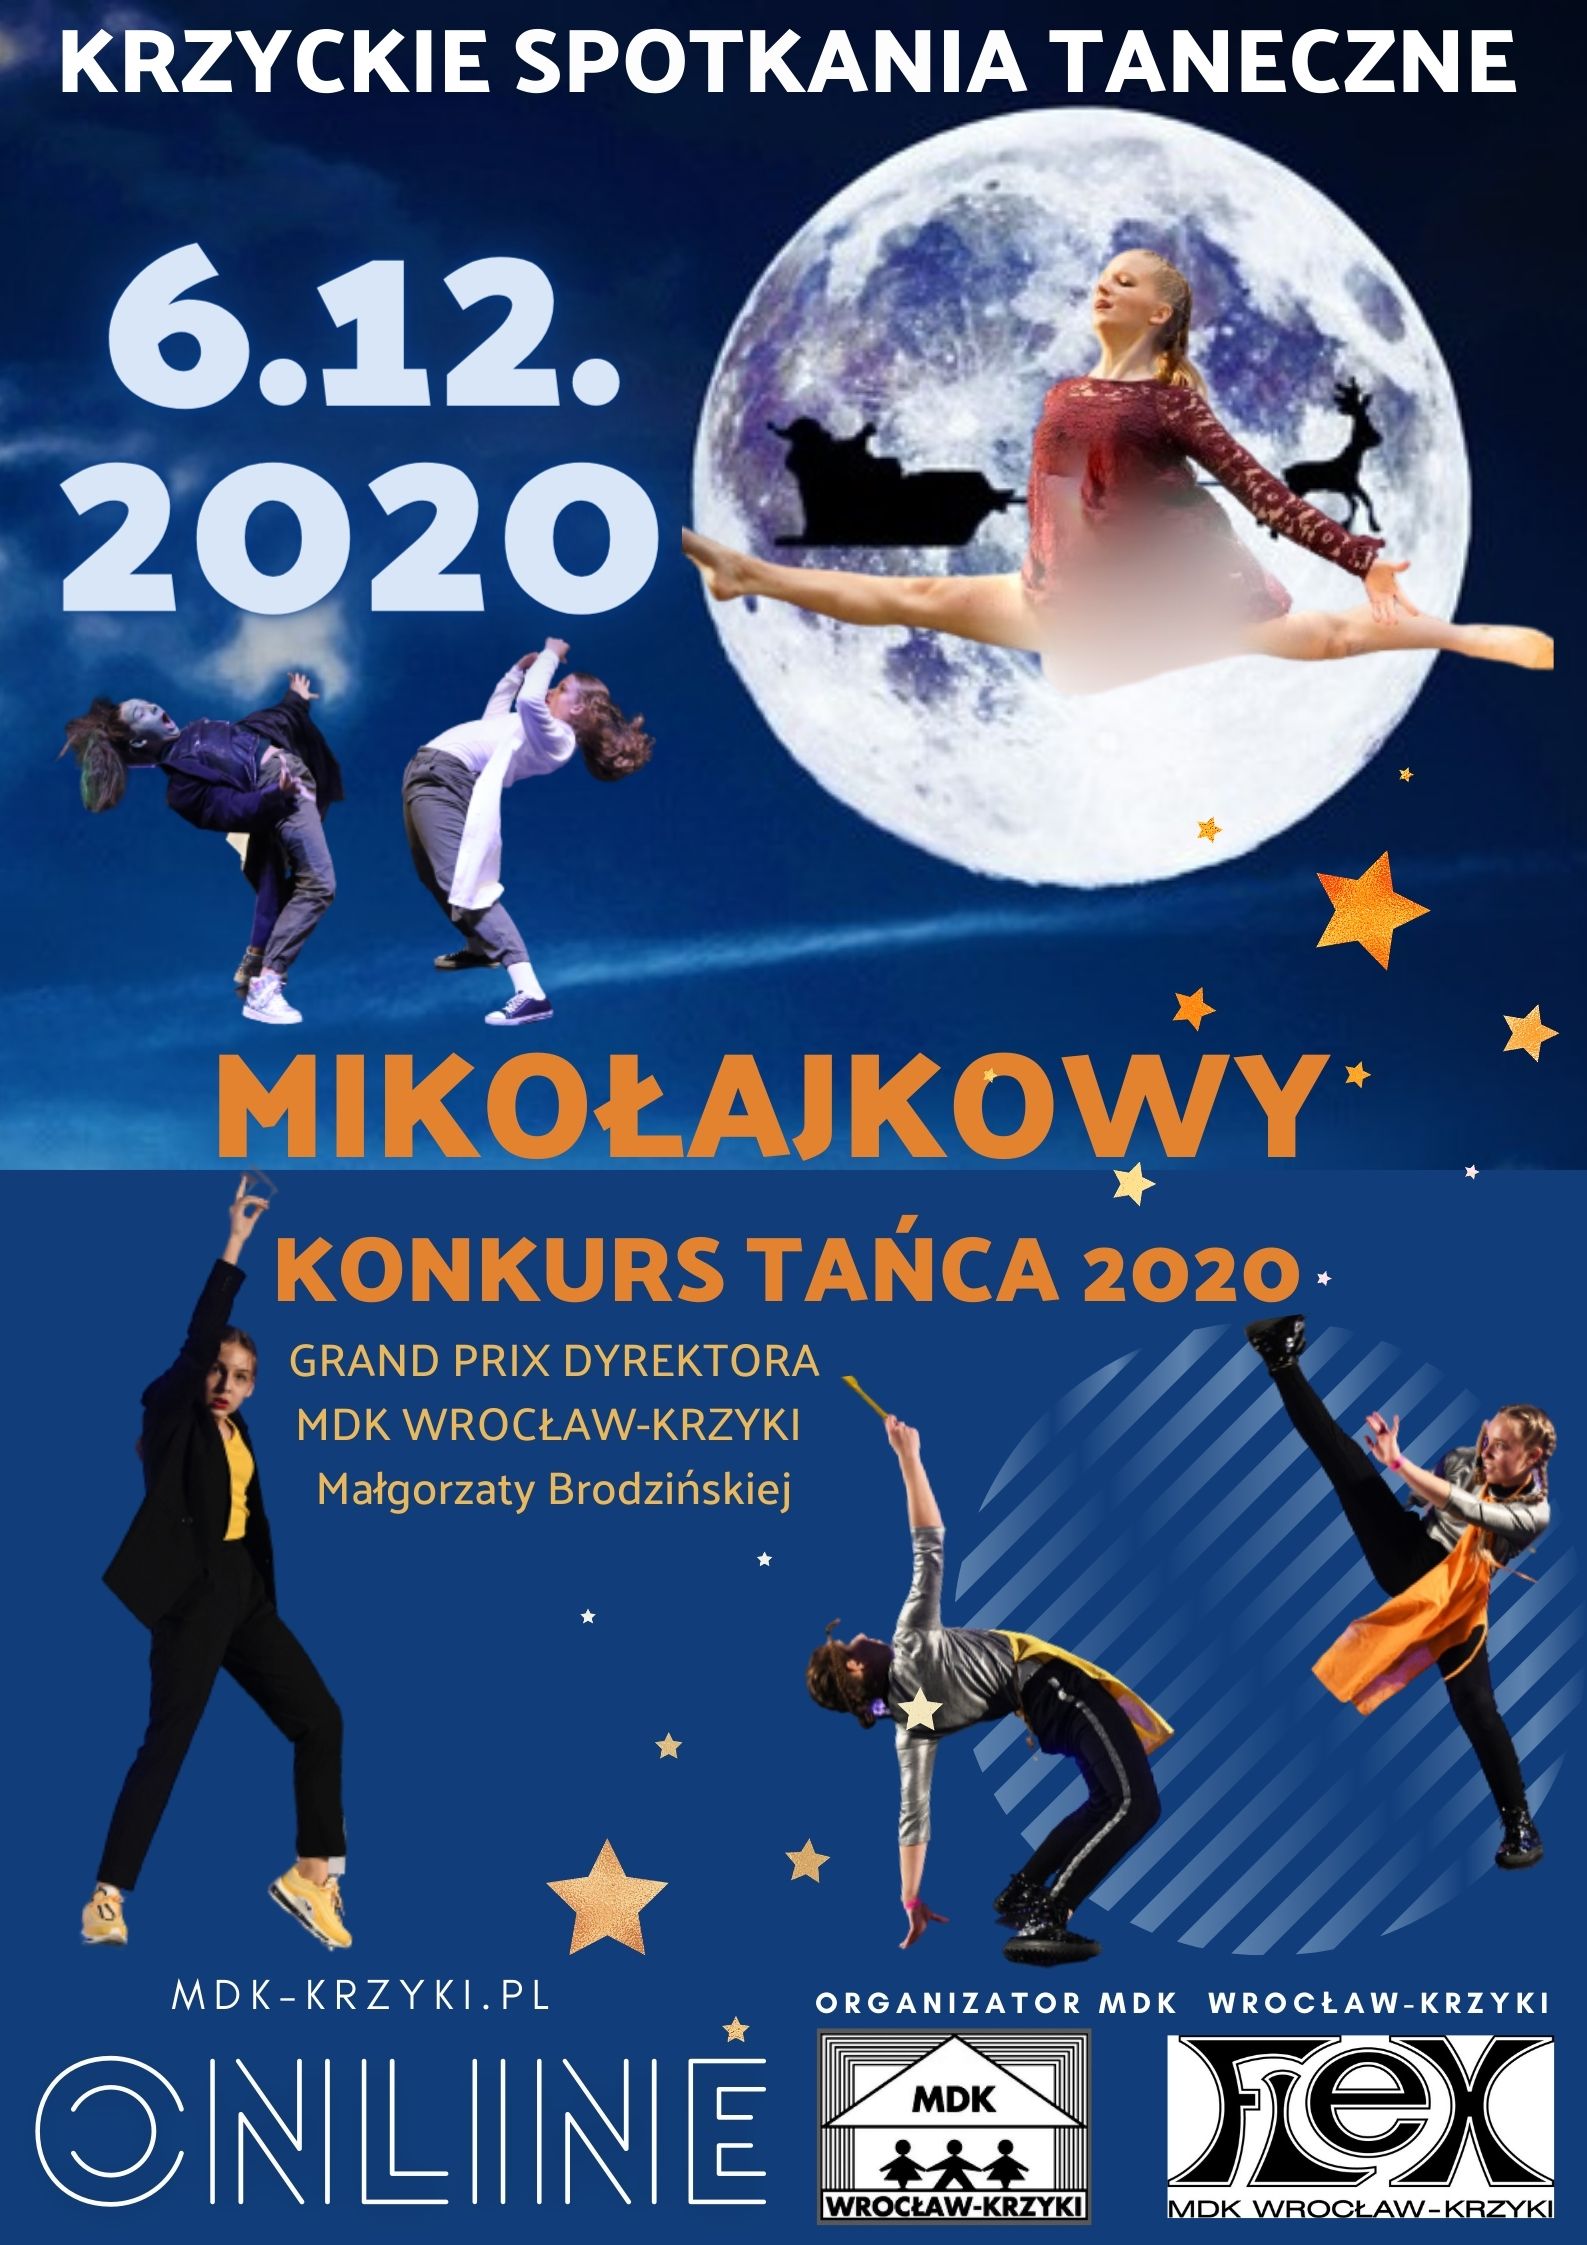 KRZYCKIE SPOTKANIA TANECZNE
6.12.
2020
MIKOŁAJKOWY
KONKURS TAŃCA 2020
GRAND PRIX DYREKTORA
MDK WROCŁAW-KRZYKI
Małgorzaty Brodzińskiej
MDK-KRZYKI.PL
ONLINE
ORGANIZATOR MDK WROCŁAW-KRZYKI
MDK
WROCŁAW-KRZYKI
FLeX
MDK WROCŁAW-KRZYKI